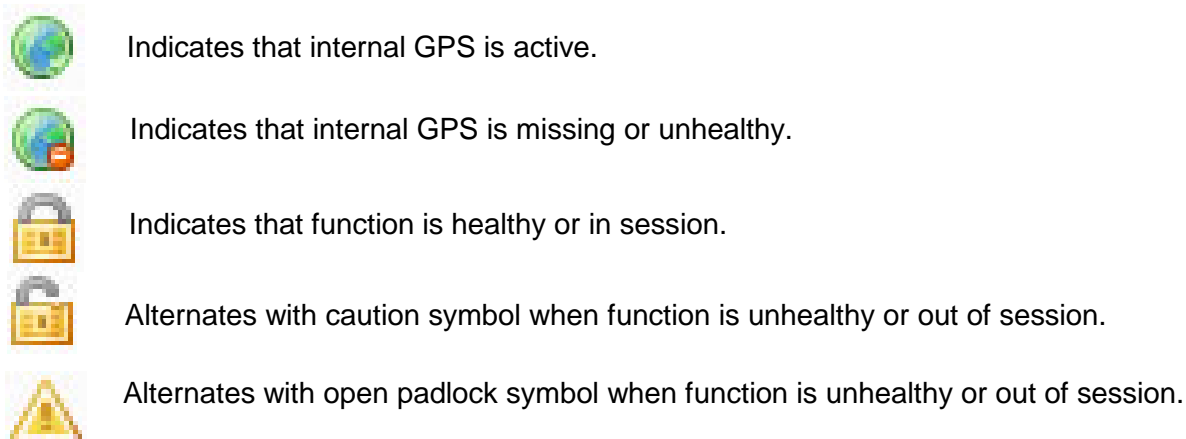 Indicates that internal GPS is active.
Indicates that internal GPS is missing or unhealthy.
Indicates that function is healthy or in session.
Alternates with caution symbol when function is unhealthy or out of session.
Alternates with open padlock symbol when function is unhealthy or out of session.